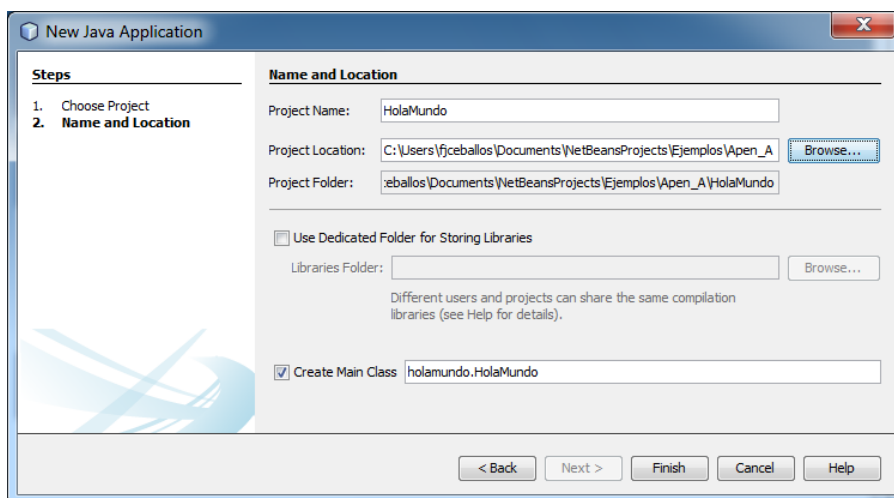 New Java Application
Steps
1. Choose Project
2. Name and Location
Name and Location
Project Name: HolaMundo
Project Location: C:\Users\fjceballos\Documents\NetBeansProjects\Ejemplos\Apen_A Browse...
Project Folder: :eballos\Documents\NetBeansProjects\Ejemplos\Apen_A\HolaMundo
Use Dedicated Folder for Storing Libraries
Libraries Folder: Browse...
Different users and projects can share the same compilation
libraries (see Help for details).
Create Main Class holamundo.HolaMundo
< Back Next > Finish Cancel Help